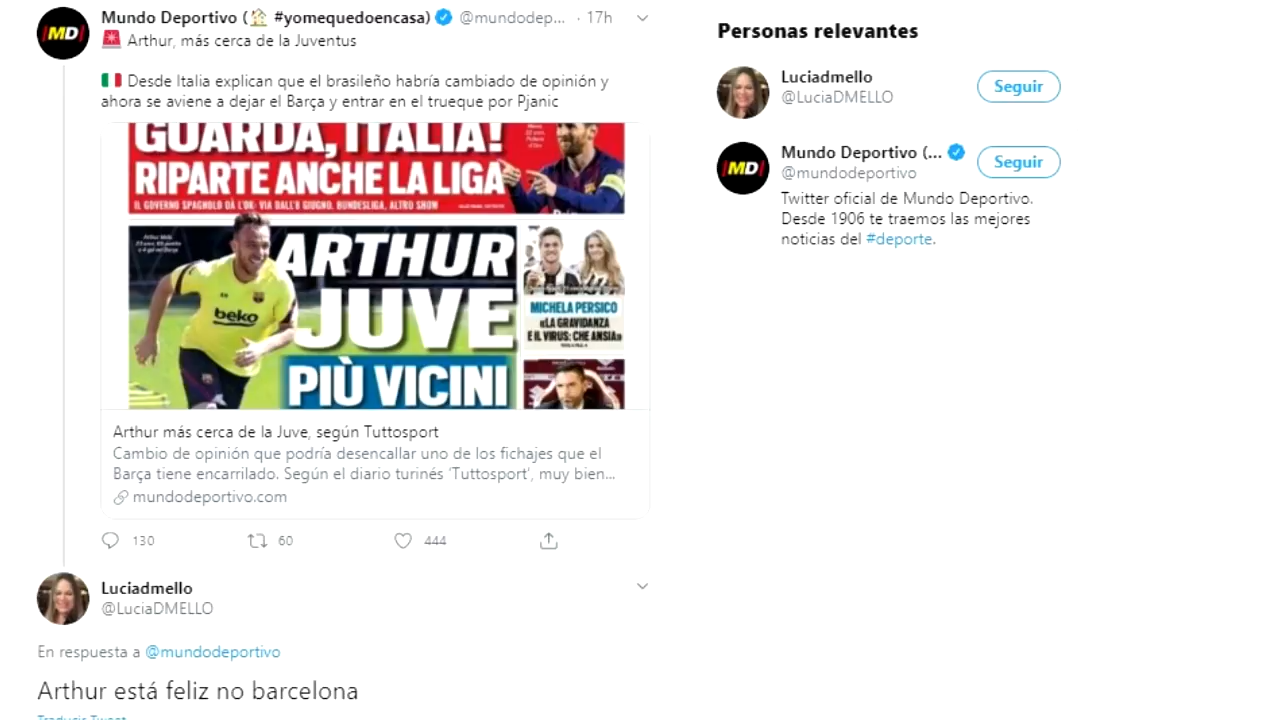 Mundo Deportivo (🏠 #yomequedoencasa) @mundodep... · 17h
🚨 Arthur, más cerca de la Juventus
🇮🇹 Desde Italia explican que el brasileño habría cambiado de opinión y
ahora se aviene a dejar el Barça y entrar en el trueque por Pjanic
GUARDA, ITALIA!
RIPARTE ANCHE LA LIGA
IL GOVERNO SPAGNOLO DÀ L'OK: VIA DALL'8 GIUGNO. BUNDESLIGA, ALTRO SHOW
ARTHUR
JUVE
PIÙ VICINI
beko
MICHELA PERSICO
«LA GRAVIDANZA
E IL VIRUS: CHE ANSIA»
Arthur más cerca de la Juve, según Tuttosport
Cambio de opinión que podría desencallar uno de los fichajes que el
Barça tiene encarrilado. Según el diario turinés 'Tuttosport', muy bien...
mundodeportivo.com
130 60 444
Luciadmello
@LuciaDMELLO
En respuesta a @mundodeportivo
Arthur está feliz no barcelona
Traducir Tweet
Personas relevantes
Luciadmello
@LuciaDMELLO
Seguir
MD
Mundo Deportivo (...
@mundodeportivo
Seguir
Twitter oficial de Mundo Deportivo.
Desde 1906 te traemos las mejores
noticias del #deporte.